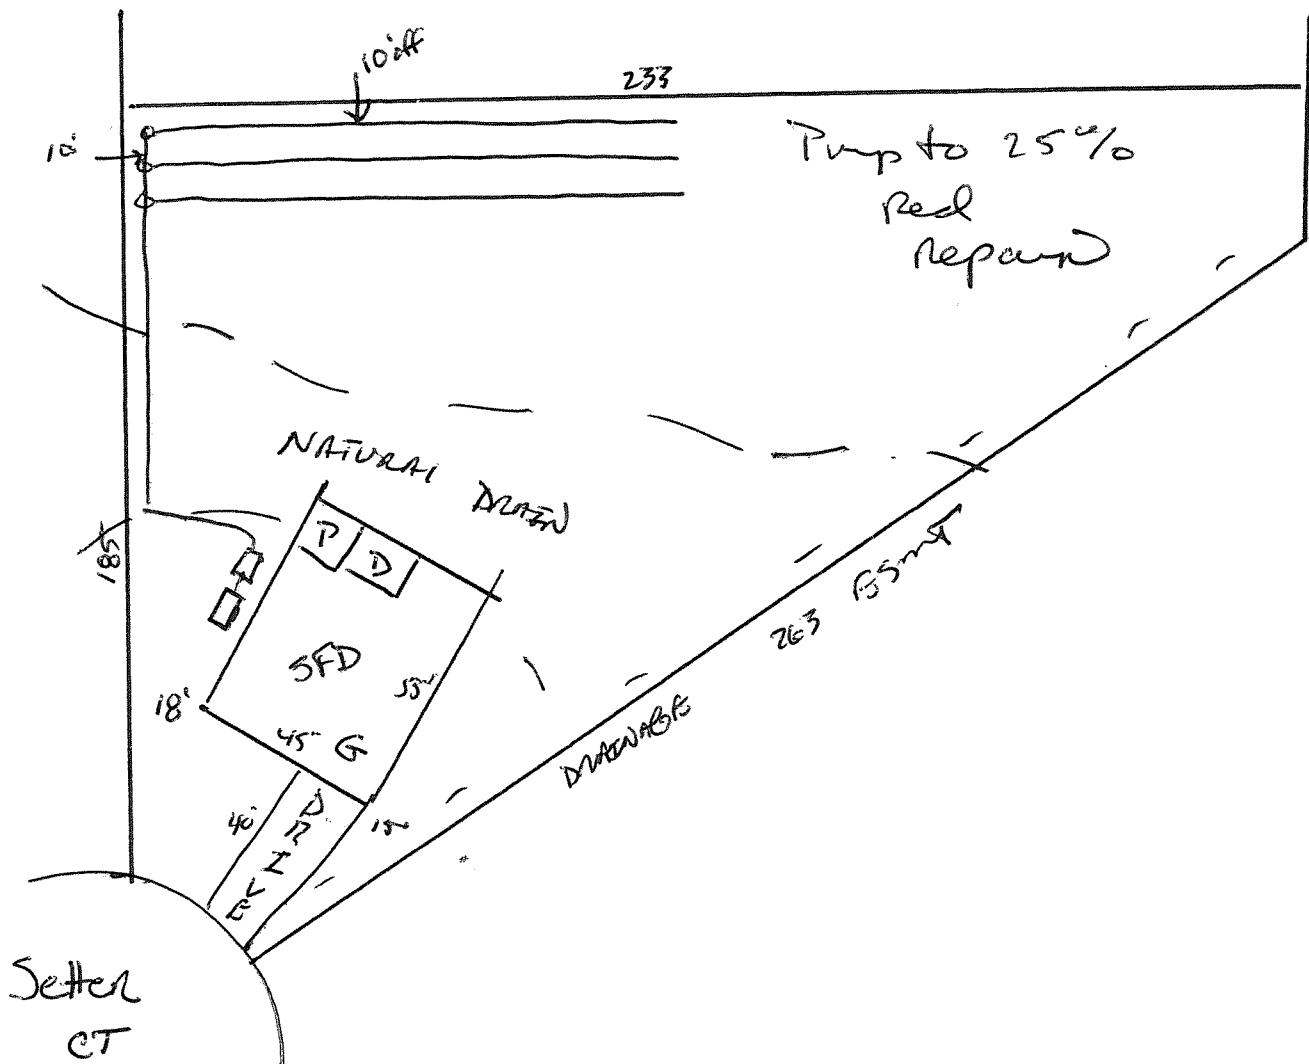 10' off
233
10'
Pump to 25%
Red
Repair
NATURAL DRAIN
185
P
D
SFD
55'
263 ESMT
18'
45' G
DRAINAGE
40'
DRIVE
15'
Setter
CT